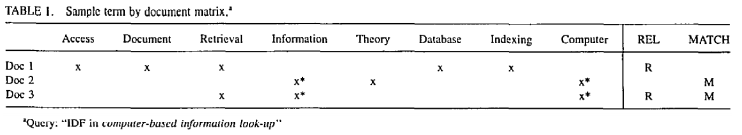 TABLE 1. Sample term by document matrix.ᵃ
Access Document Retrieval Information Theory Database Indexing Computer REL MATCH
Doc 1 x x x x x R
Doc 2 x* x x* M
Doc 3 x x* x* R M
ᵃQuery: "IDF in computer-based information look-up"